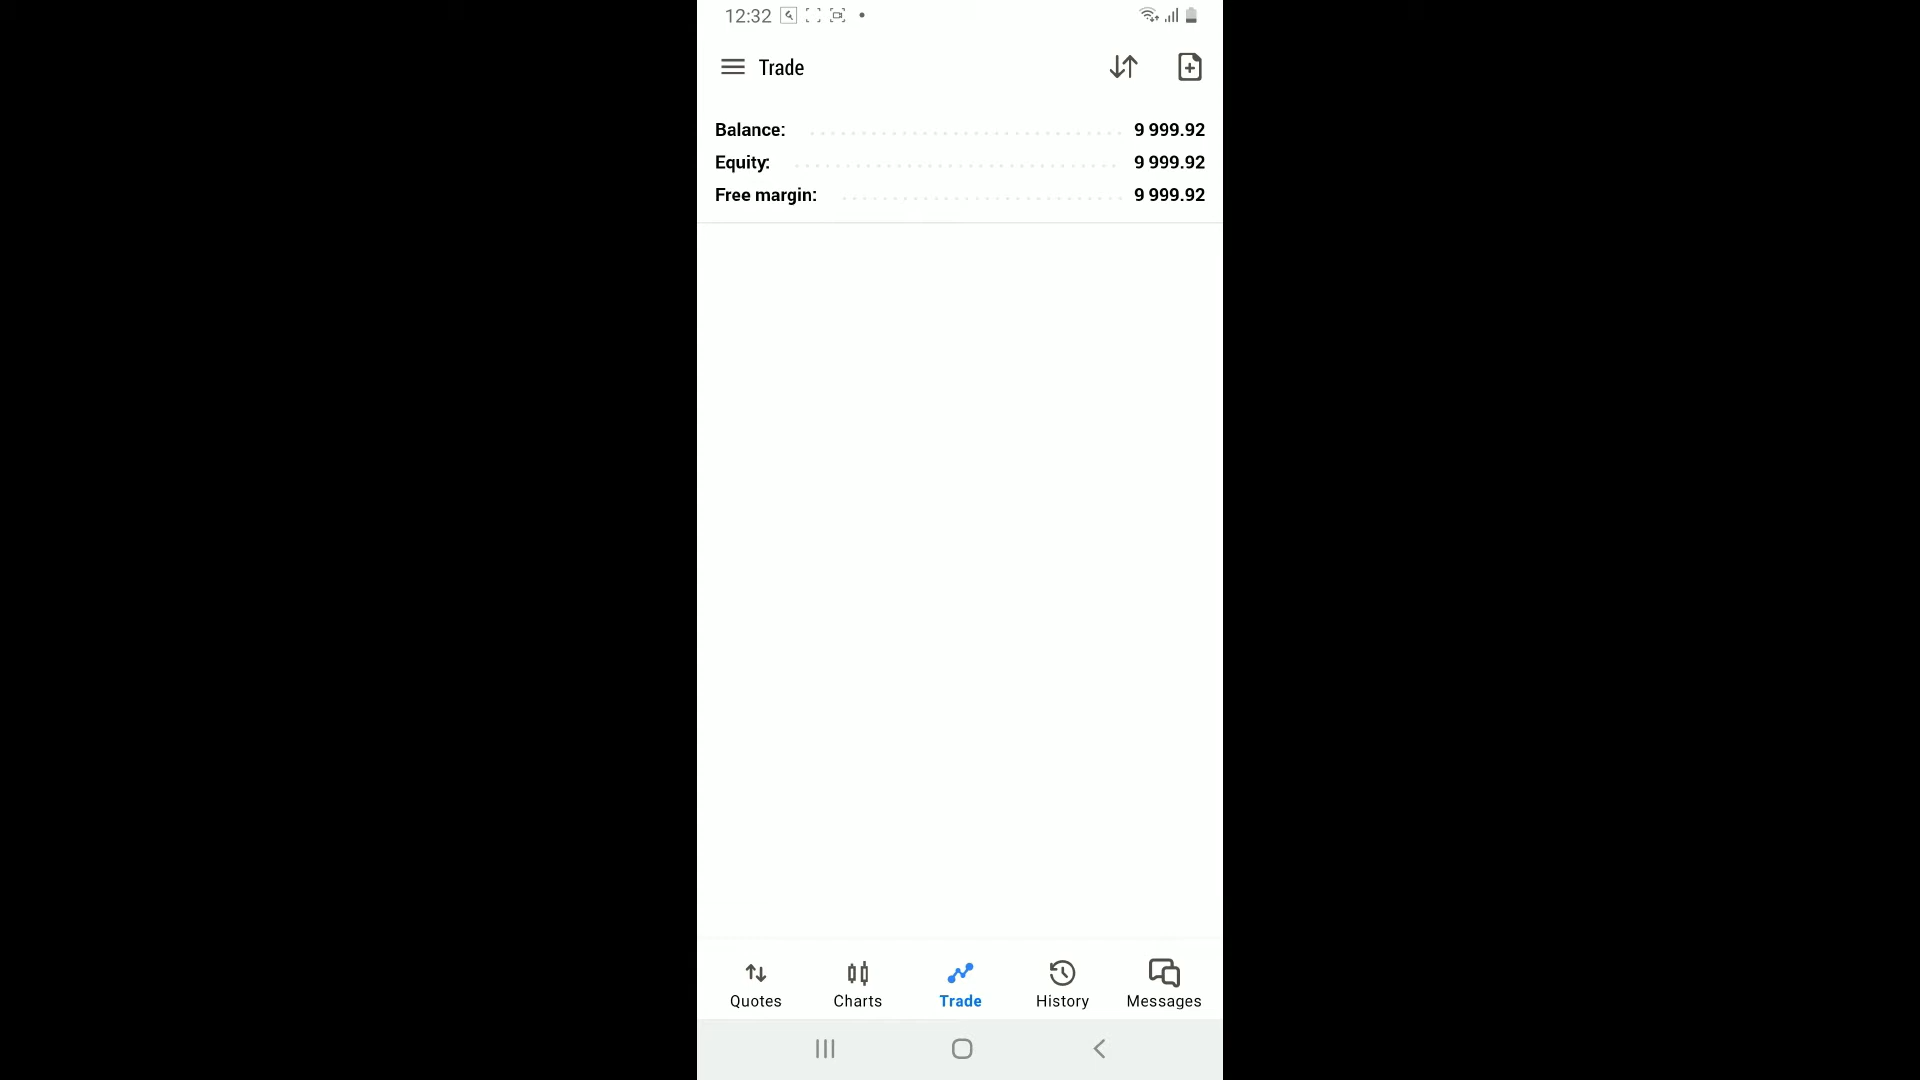 12:32
Trade
Balance: 9 999.92
Equity: 9 999.92
Free margin: 9 999.92
Quotes Charts Trade History Messages